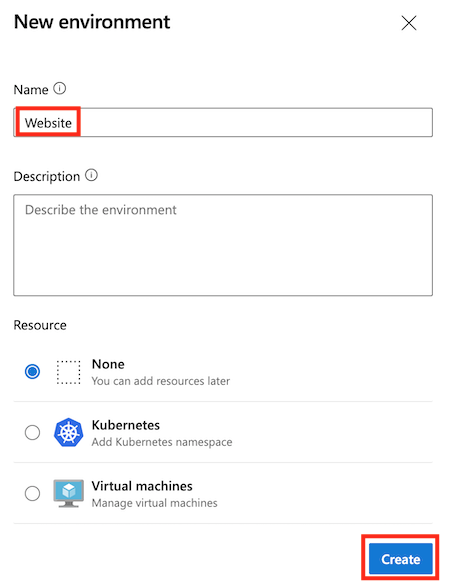 New environment
Name
Website
Description
Describe the environment
Resource
None
You can add resources later
Kubernetes
Add Kubernetes namespace
Virtual machines
Manage virtual machines
Create